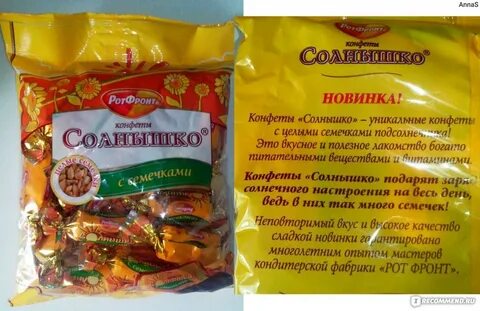 AnnaS
РотФронт
конфеты
Солнышко®
с семечками
РотФронт
конфеты
Солнышко®
НОВИНКА!
Конфеты «Солнышко» – уникальные конфеты
с целыми семечками подсолнечника!
Это вкусное и полезное лакомство богато
питательными веществами и витаминами.
Конфеты «Солнышко» подарят заряд
солнечного настроения на весь день,
ведь в них так много семечек!
Неповторимый вкус и высокое качество
сладкой новинки гарантировано
многолетним опытом мастеров
кондитерской фабрики «РОТ ФРОНТ».
IRECOMMEND.RU